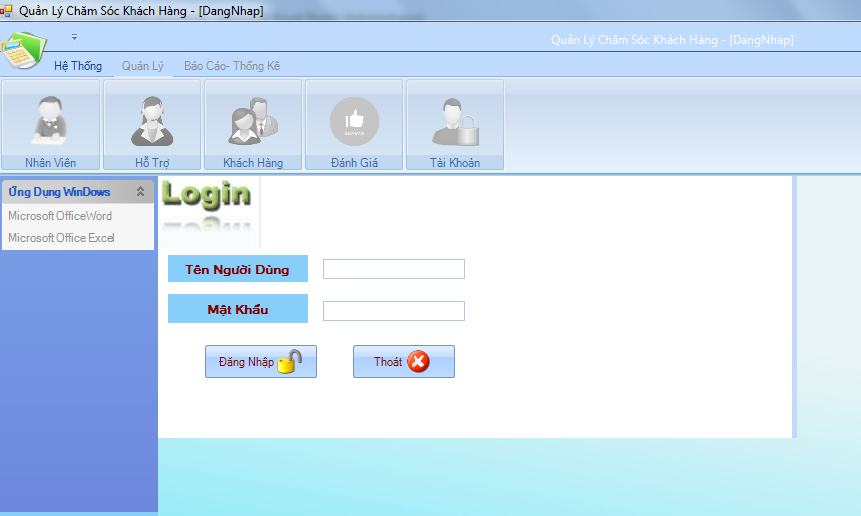 Quản Lý Chăm Sóc Khách Hàng - [DangNhap]
Quản Lý Chăm Sóc Khách Hàng - [DangNhap]
Hệ Thống Quản Lý Báo Cáo- Thống Kê
REVIEWS
Nhân Viên Hỗ Trợ Khách Hàng Đánh Giá Tài Khoản
Ứng Dụng WinDows
Microsoft OfficeWord
Microsoft Office Excel
Login
Tên Người Dùng
Mật Khẩu
Đăng Nhập Thoát